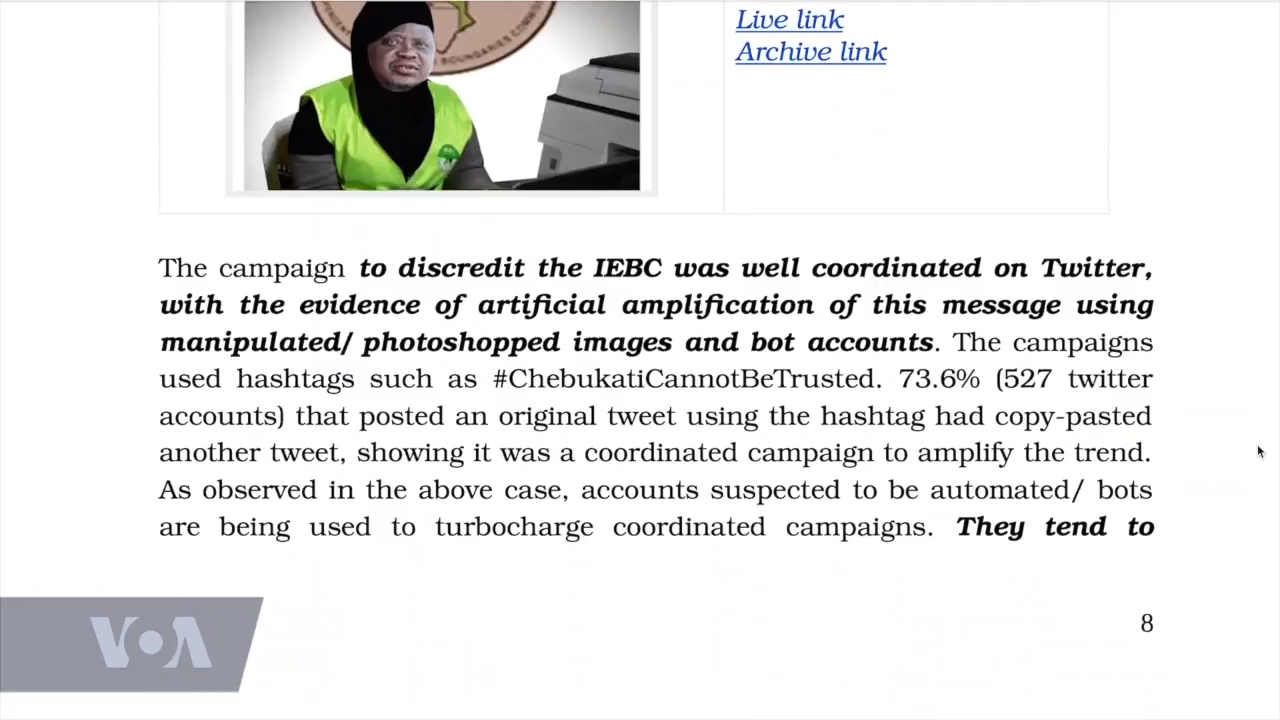 Live link
Archive link
BOUNDARIES COMMIS
The campaign to discredit the IEBC was well coordinated on Twitter,
with the evidence of artificial amplification of this message using
manipulated/ photoshopped images and bot accounts. The campaigns
used hashtags such as #ChebukatiCannotBeTrusted. 73.6% (527 twitter
accounts) that posted an original tweet using the hashtag had copy-pasted
another tweet, showing it was a coordinated campaign to amplify the trend.
As observed in the above case, accounts suspected to be automated/ bots
are being used to turbocharge coordinated campaigns. They tend to
8
VOA